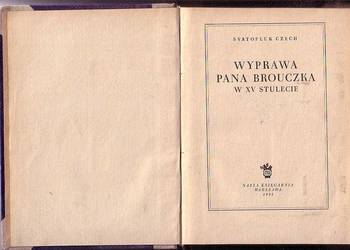 SVATOPLUK CZECH
WYPRAWA
PANA BROUCZKA
W XV STULECIE
NASZA KSIĘGARNIA
WARSZAWA